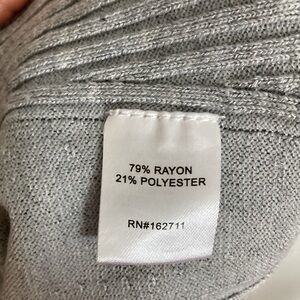 79% RAYON
21% POLYESTER
RN#162711